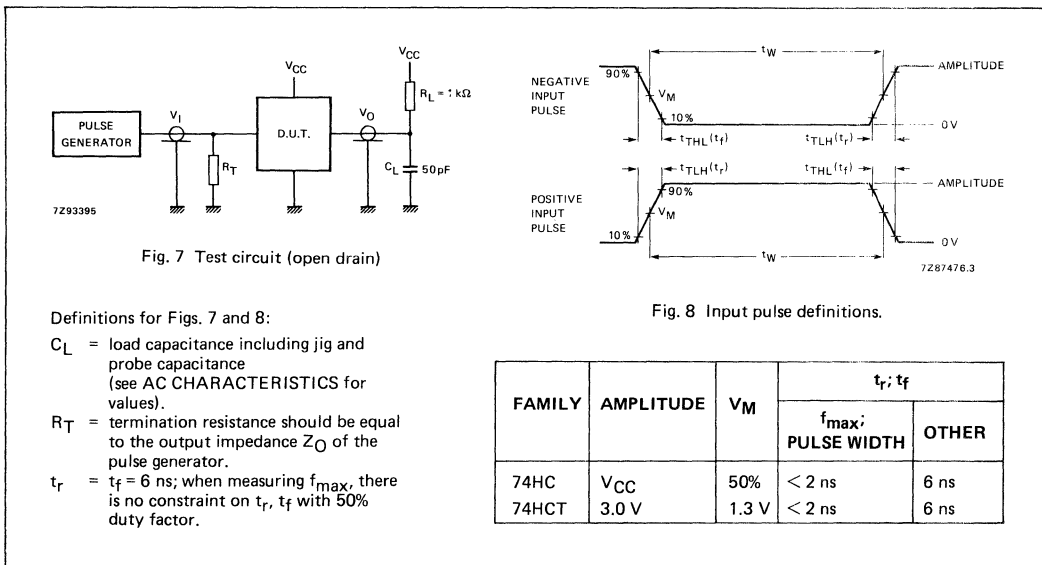 VCC
VCC
RL = 1 kΩ
VI
VO
PULSE
GENERATOR
D.U.T.
RT
CL
50 pF
7Z93395
Fig. 7 Test circuit (open drain)
Definitions for Figs. 7 and 8:
CL = load capacitance including jig and
probe capacitance
(see AC CHARACTERISTICS for
values).
RT = termination resistance should be equal
to the output impedance ZO of the
pulse generator.
tr = tf = 6 ns; when measuring fmax, there
is no constraint on tr, tf with 50%
duty factor.
tW
NEGATIVE
INPUT
PULSE
90%
VM
10%
AMPLITUDE
0 V
tTHL(tf)
tTLH(tr)
tTLH(tr)
tTHL(tf)
POSITIVE
INPUT
PULSE
90%
VM
10%
AMPLITUDE
0 V
tW
7Z87476.3
Fig. 8 Input pulse definitions.
FAMILY AMPLITUDE VM tr; tf
fmax; PULSE WIDTH OTHER
74HC VCC 50% < 2 ns 6 ns
74HCT 3.0 V 1.3 V < 2 ns 6 ns